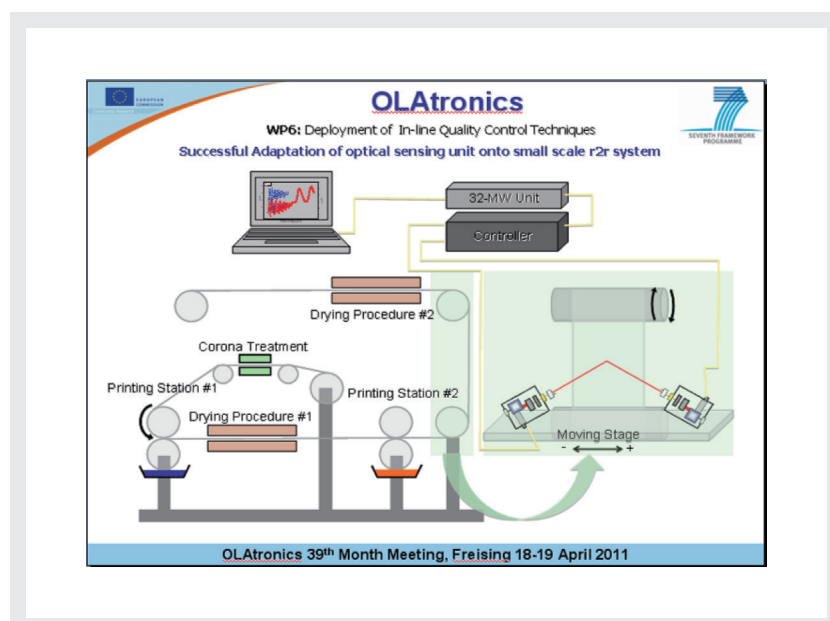 EUROPEAN
COMMISSION
OLAtronics
WP6: Deployment of In-line Quality Control Techniques
Successful Adaptation of optical sensing unit onto small scale r2r system
SEVENTH FRAMEWORK
PROGRAMME
32-MW Unit
Controller
Drying Procedure #2
Corona Treatment
Printing Station #1
Printing Station #2
Drying Procedure #1
Moving Stage
- +
OLAtronics 39th Month Meeting, Freising 18-19 April 2011